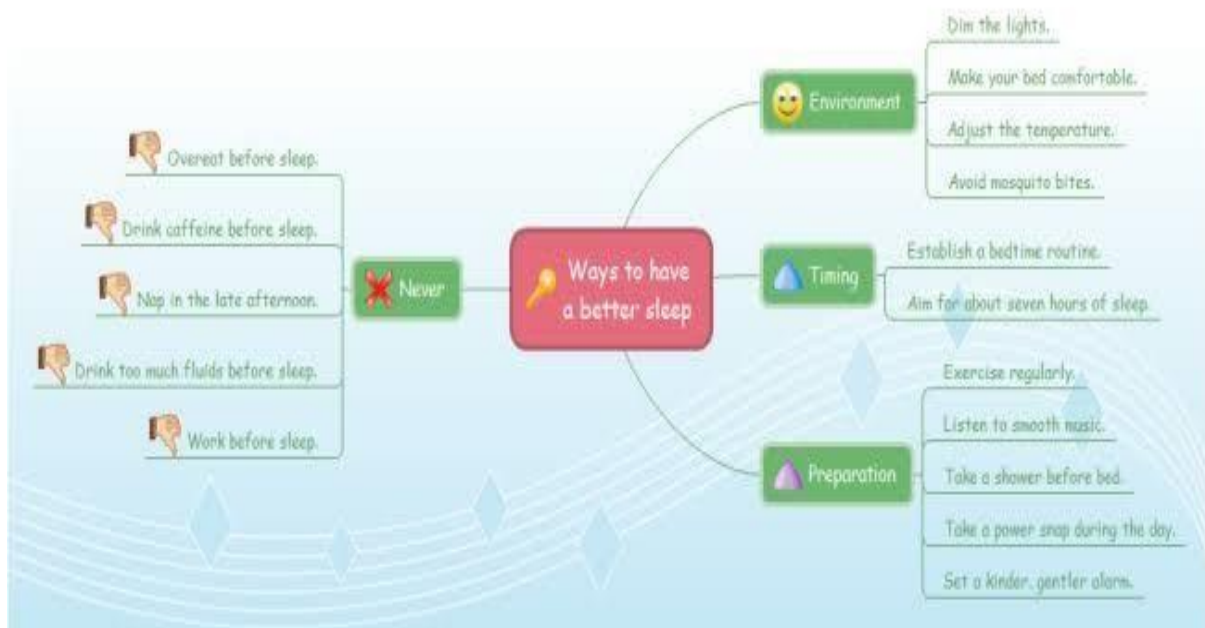 Ways to have
a better sleep
Environment
Dim the lights.
Make your bed comfortable.
Adjust the temperature.
Avoid mosquito bites.
Timing
Establish a bedtime routine.
Aim for about seven hours of sleep.
Preparation
Exercise regularly.
Listen to smooth music.
Take a shower before bed.
Take a power snap during the day.
Set a kinder, gentler alarm.
Never
Overeat before sleep.
Drink caffeine before sleep.
Nap in the late afternoon.
Drink too much fluids before sleep.
Work before sleep.